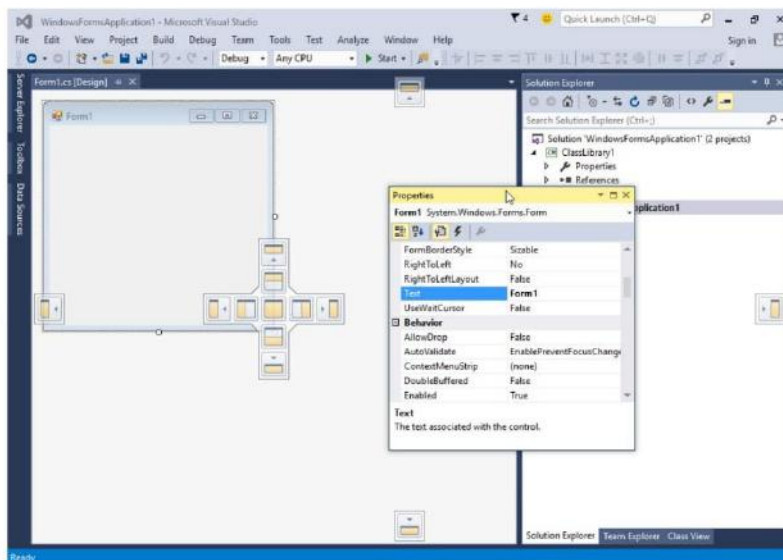 WindowsFormsApplication1 - Microsoft Visual Studio
4
Quick Launch (Ctrl+Q)
File Edit View Project Build Debug Team Tools Test Analyze Window Help
Sign in
Debug Any CPU Start
Server Explorer
Toolbox
Data Sources
Form1.cs [Design]
Form1
Solution Explorer
Search Solution Explorer (Ctrl+;)
Solution 'WindowsFormsApplication1' (2 projects)
ClassLibrary1
Properties
References
plication1
Properties
Form1 System.Windows.Forms.Form
FormBorderStyle Sizable
RightToLeft No
RightToLeftLayout False
Text Form1
UseWaitCursor False
Behavior
AllowDrop False
AutoValidate EnablePreventFocusChange
ContextMenuStrip (none)
DoubleBuffered False
Enabled True
Text
The text associated with the control.
Solution Explorer Team Explorer Class View
Ready